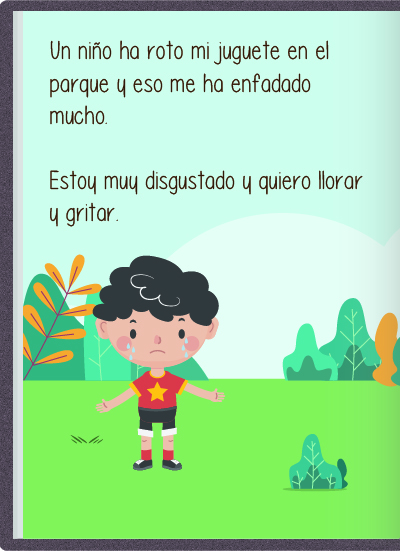 Un niño ha roto mi juguete en el
parque y eso me ha enfadado
mucho.
Estoy muy disgustado y quiero llorar
y gritar.